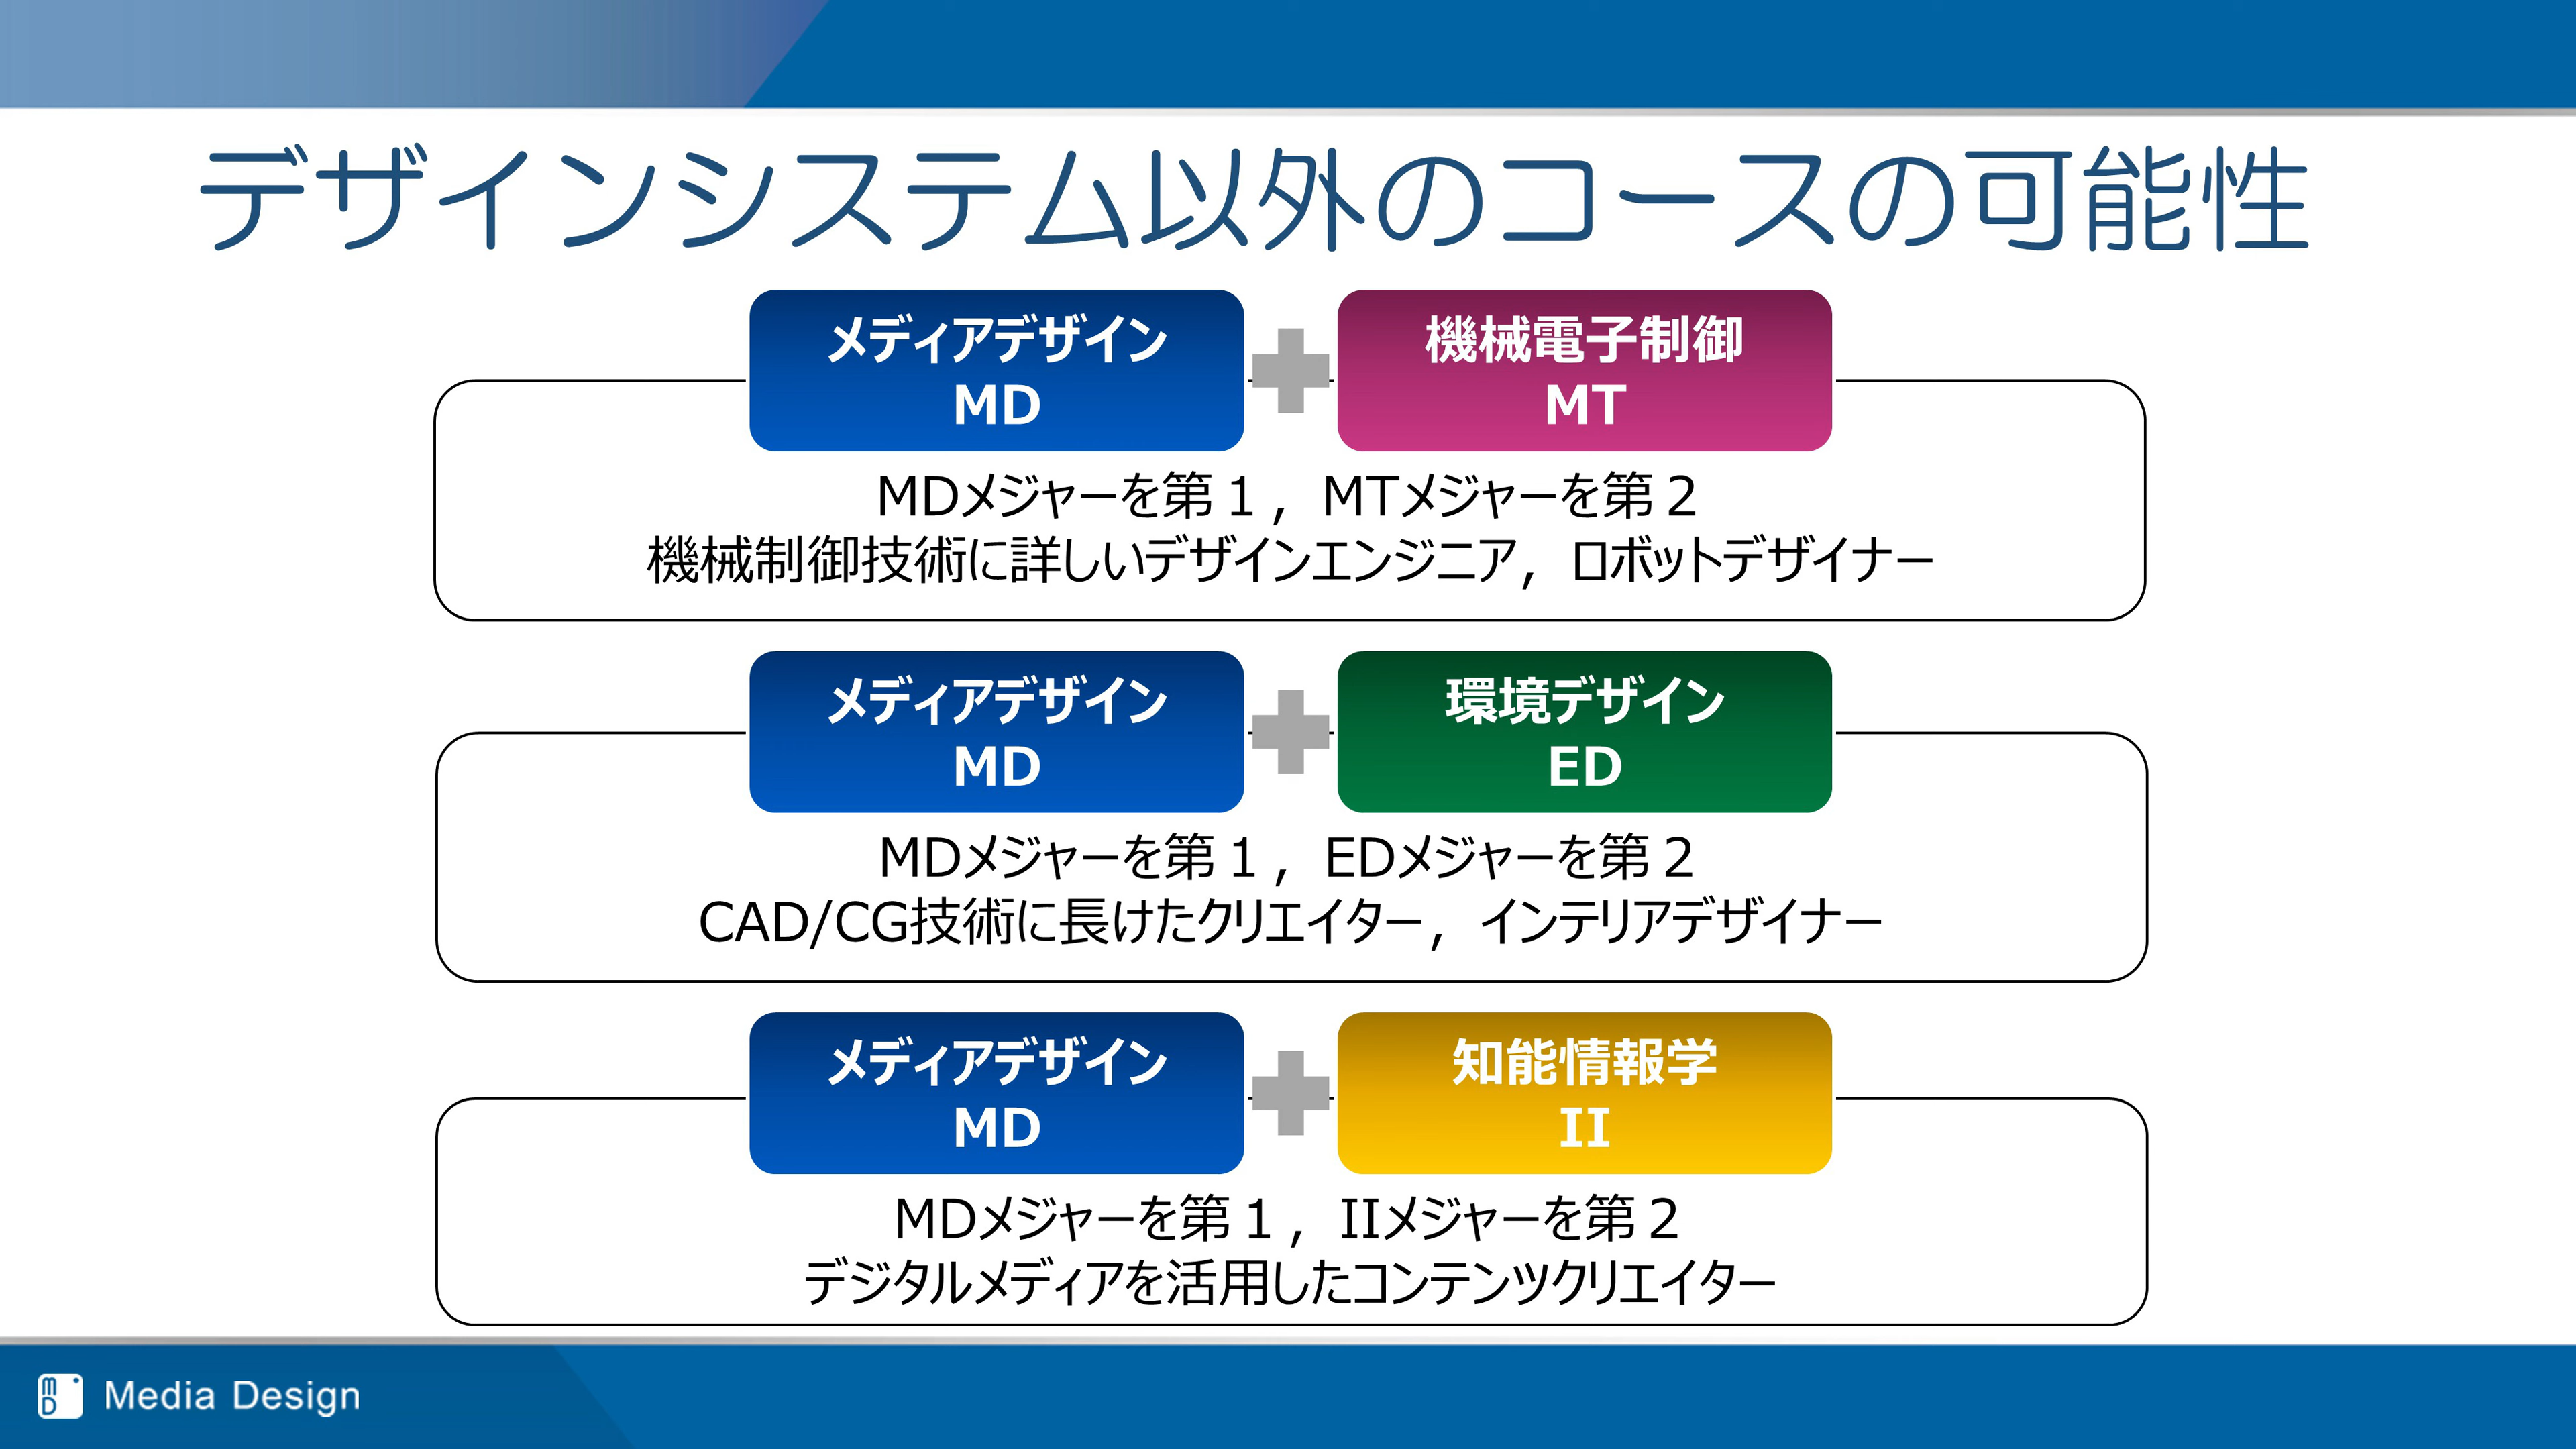 デザインシステム以外のコースの可能性
メディアデザイン
MD
機械電子制御
MT
MDメジャーを第１，MTメジャーを第２
機械制御技術に詳しいデザインエンジニア，ロボットデザイナー
メディアデザイン
MD
環境デザイン
ED
MDメジャーを第１，EDメジャーを第２
CAD/CG技術に長けたクリエイター，インテリアデザイナー
メディアデザイン
MD
知能情報学
II
MDメジャーを第１，IIメジャーを第２
デジタルメディアを活用したコンテンツクリエイター
mD Media Design